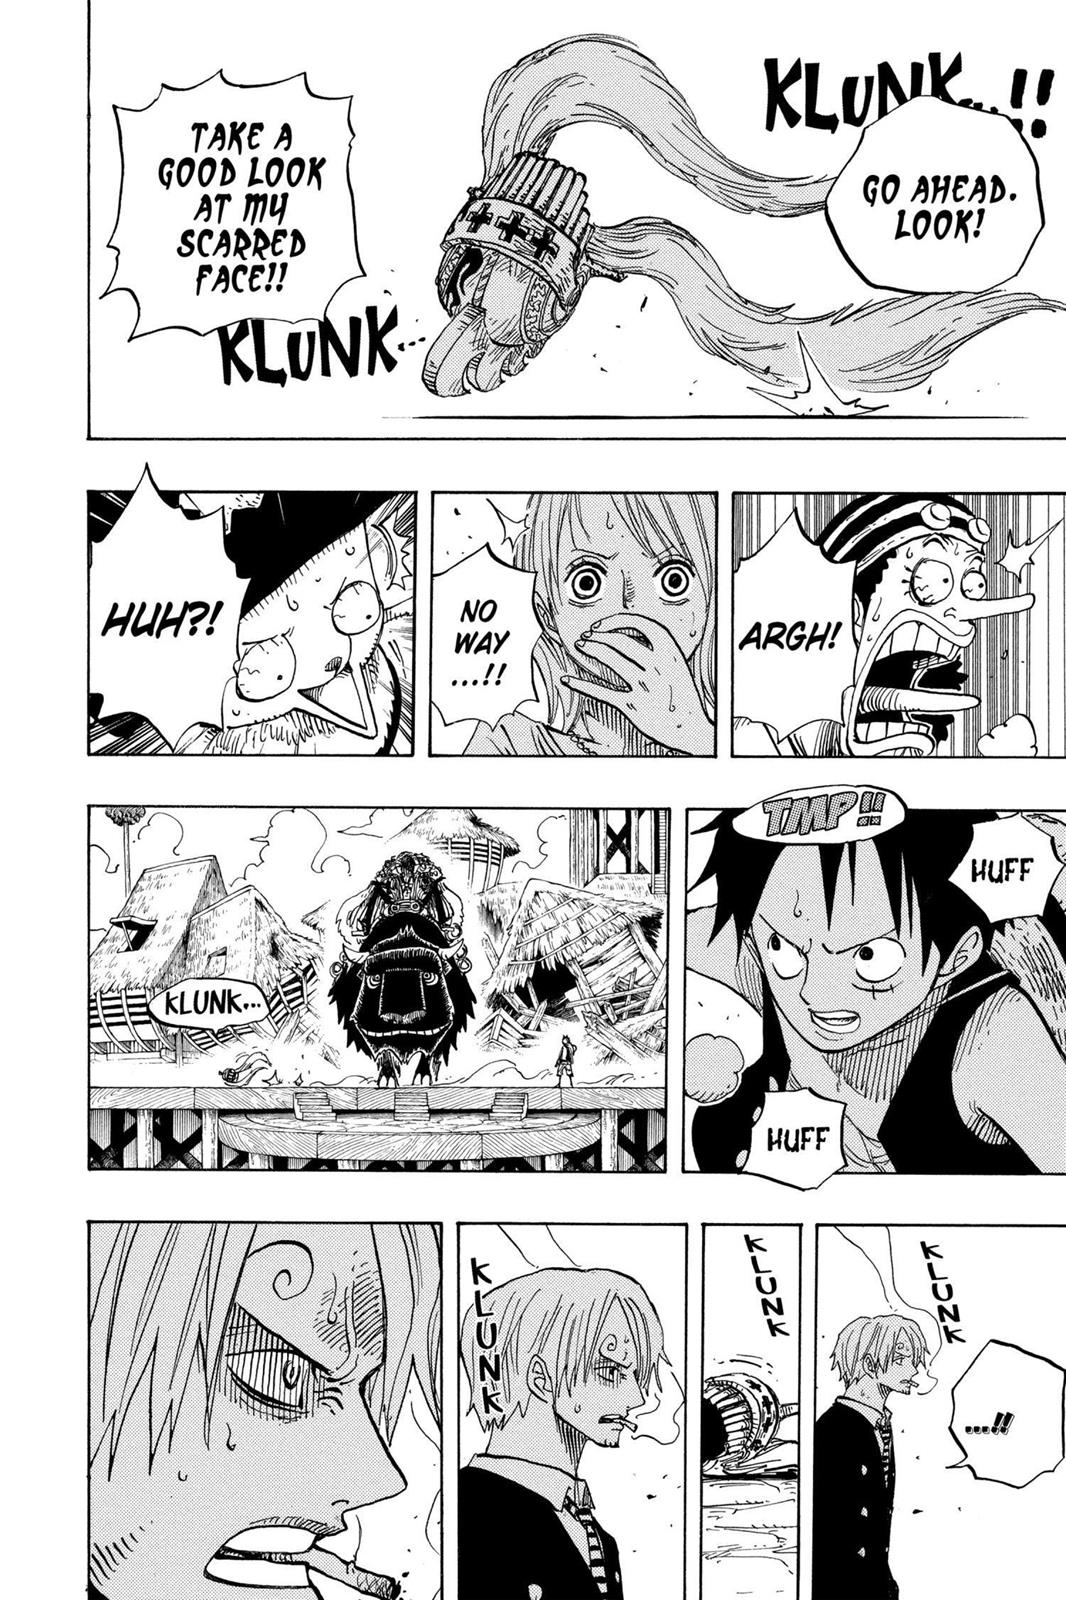 KLUNK...!!
GO AHEAD.
LOOK!
TAKE A
GOOD LOOK
AT MY
SCARRED
FACE!!
KLUNK...
ARGH!
NO
WAY
...!!
HUH?!
TMP!!
HUFF
HUFF
KLUNK...
KLUNK
...!!
KLUNK
KLUNK